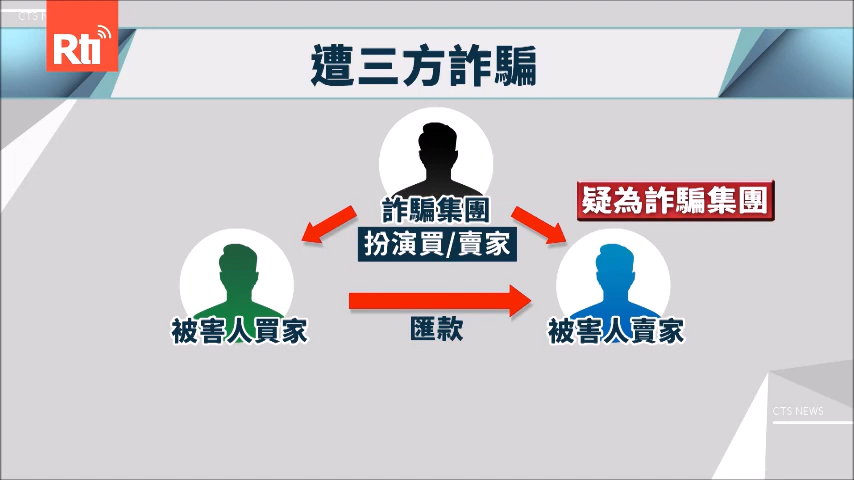 CTS NEWS
Rti
遭三方詐騙
詐騙集團
扮演買/賣家
疑為詐騙集團
被害人買家
匯款
被害人賣家
CTS NEWS